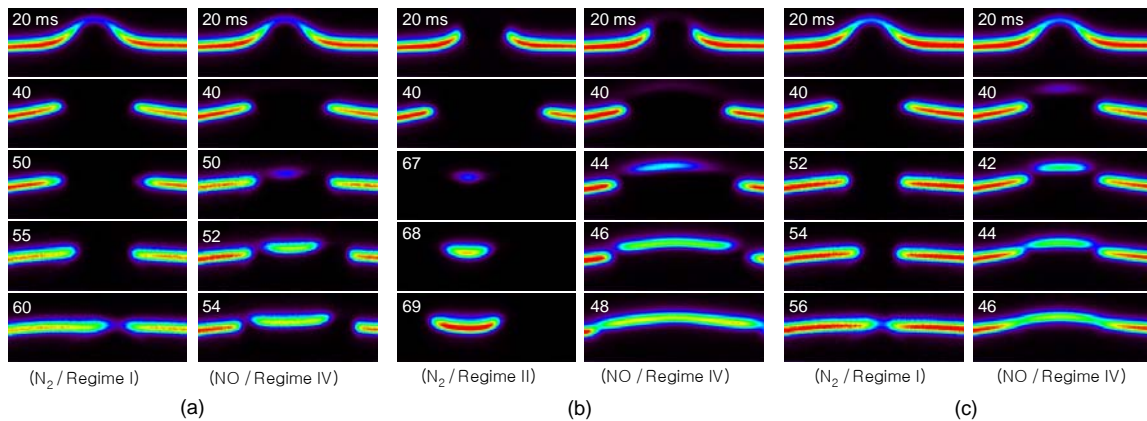 20 ms 20 ms 20 ms 20 ms 20 ms 20 ms
40 40 40 40 40 40
50 50 67 44 52 42
55 52 68 46 54 44
60 54 69 48 56 46
(N₂ / Regime I) (NO / Regime IV) (N₂ / Regime II) (NO / Regime IV) (N₂ / Regime I) (NO / Regime IV)
(a) (b) (c)